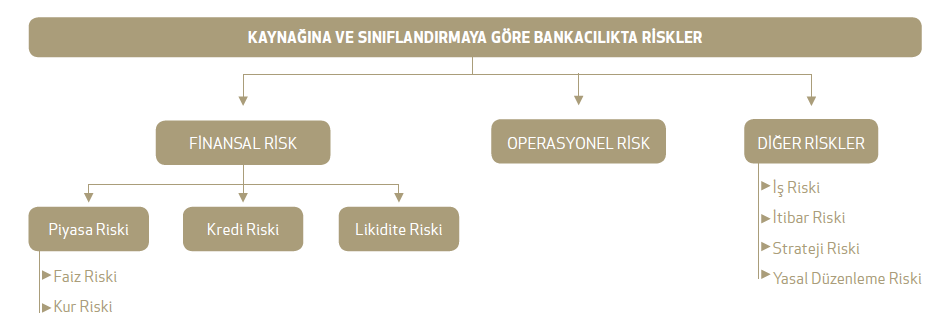 KAYNAĞINA VE SINIFLANDIRMAYA GÖRE BANKACILIKTA RİSKLER
FİNANSAL RİSK
OPERASYONEL RİSK
DİĞER RİSKLER
Piyasa Riski
Kredi Riski
Likidite Riski
Faiz Riski
Kur Riski
İş Riski
İtibar Riski
Strateji Riski
Yasal Düzenleme Riski